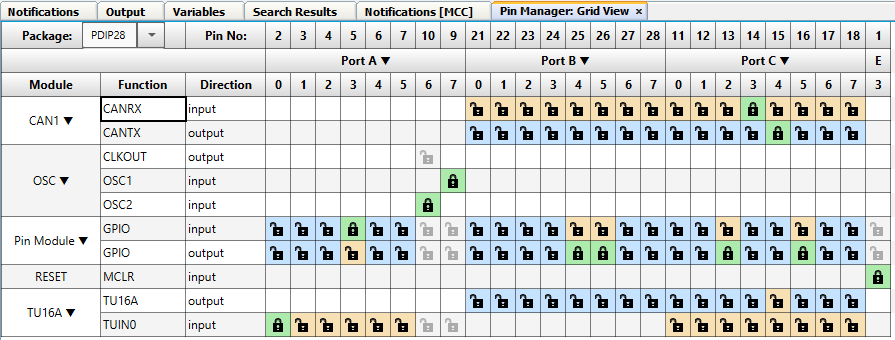 Notifications Output Variables Search Results Notifications [MCC] Pin Manager: Grid View ×
Package: PDIP28 ▼ Pin No: 2 3 4 5 6 7 10 9 21 22 23 24 25 26 27 28 11 12 13 14 15 16 17 18 1
Port A ▼ Port B ▼ Port C ▼ E
Module Function Direction 0 1 2 3 4 5 6 7 0 1 2 3 4 5 6 7 0 1 2 3 4 5 6 7 3
CAN1 ▼ CANRX input
CANTX output
OSC ▼ CLKOUT output
OSC1 input
OSC2 input
Pin Module ▼ GPIO input
GPIO output
RESET MCLR input
TU16A ▼ TU16A output
TUIN0 input